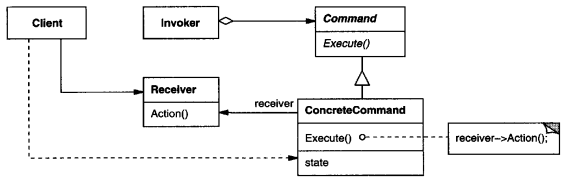 Client
Invoker
Command
Execute()
Receiver
Action()
receiver
ConcreteCommand
Execute()
receiver->Action();
state